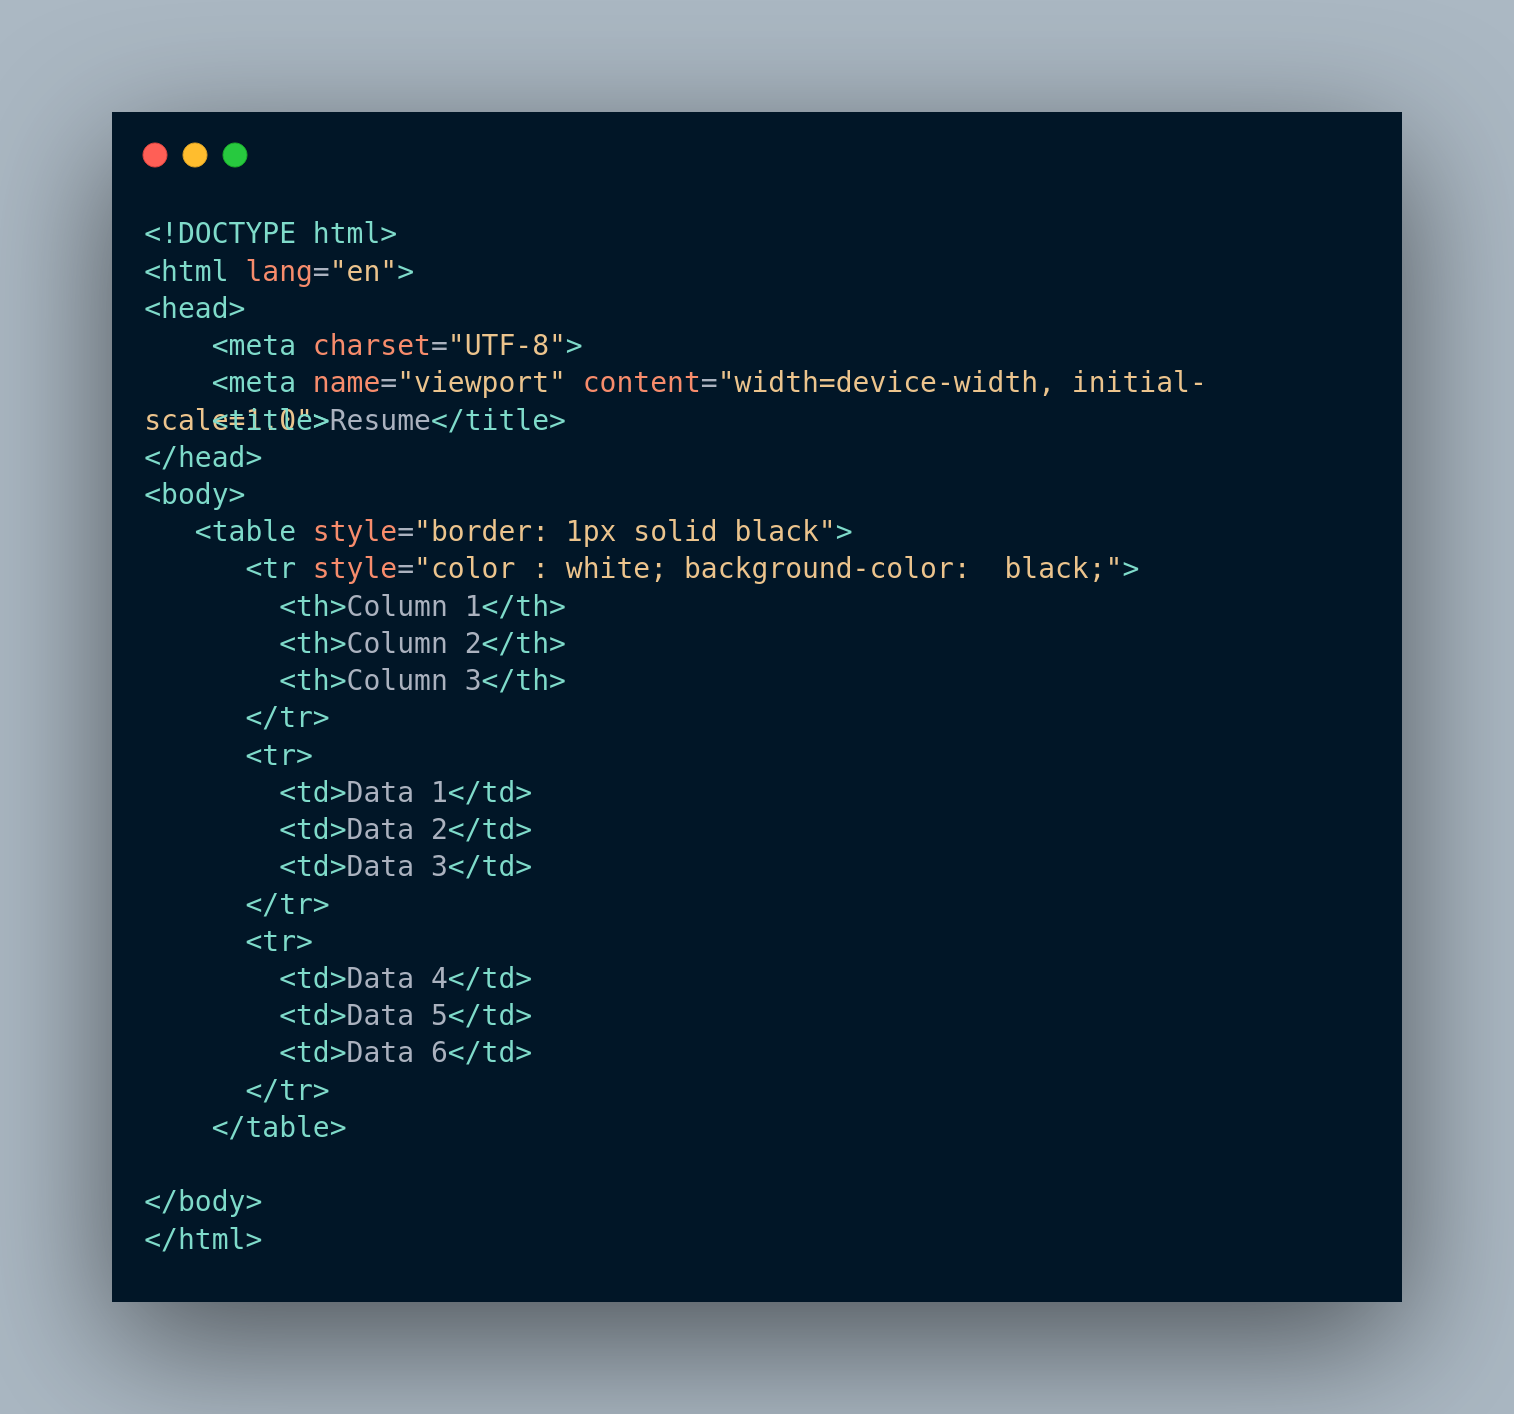 <!DOCTYPE html>
<html lang="en">
<head>
    <meta charset="UTF-8">
    <meta name="viewport" content="width=device-width, initial-
scale=1.0">
    <title>Resume</title>
</head>
<body>
   <table style="border: 1px solid black">
      <tr style="color : white; background-color:  black;">
        <th>Column 1</th>
        <th>Column 2</th>
        <th>Column 3</th>
      </tr>
      <tr>
        <td>Data 1</td>
        <td>Data 2</td>
        <td>Data 3</td>
      </tr>
      <tr>
        <td>Data 4</td>
        <td>Data 5</td>
        <td>Data 6</td>
      </tr>
    </table>

</body>
</html>